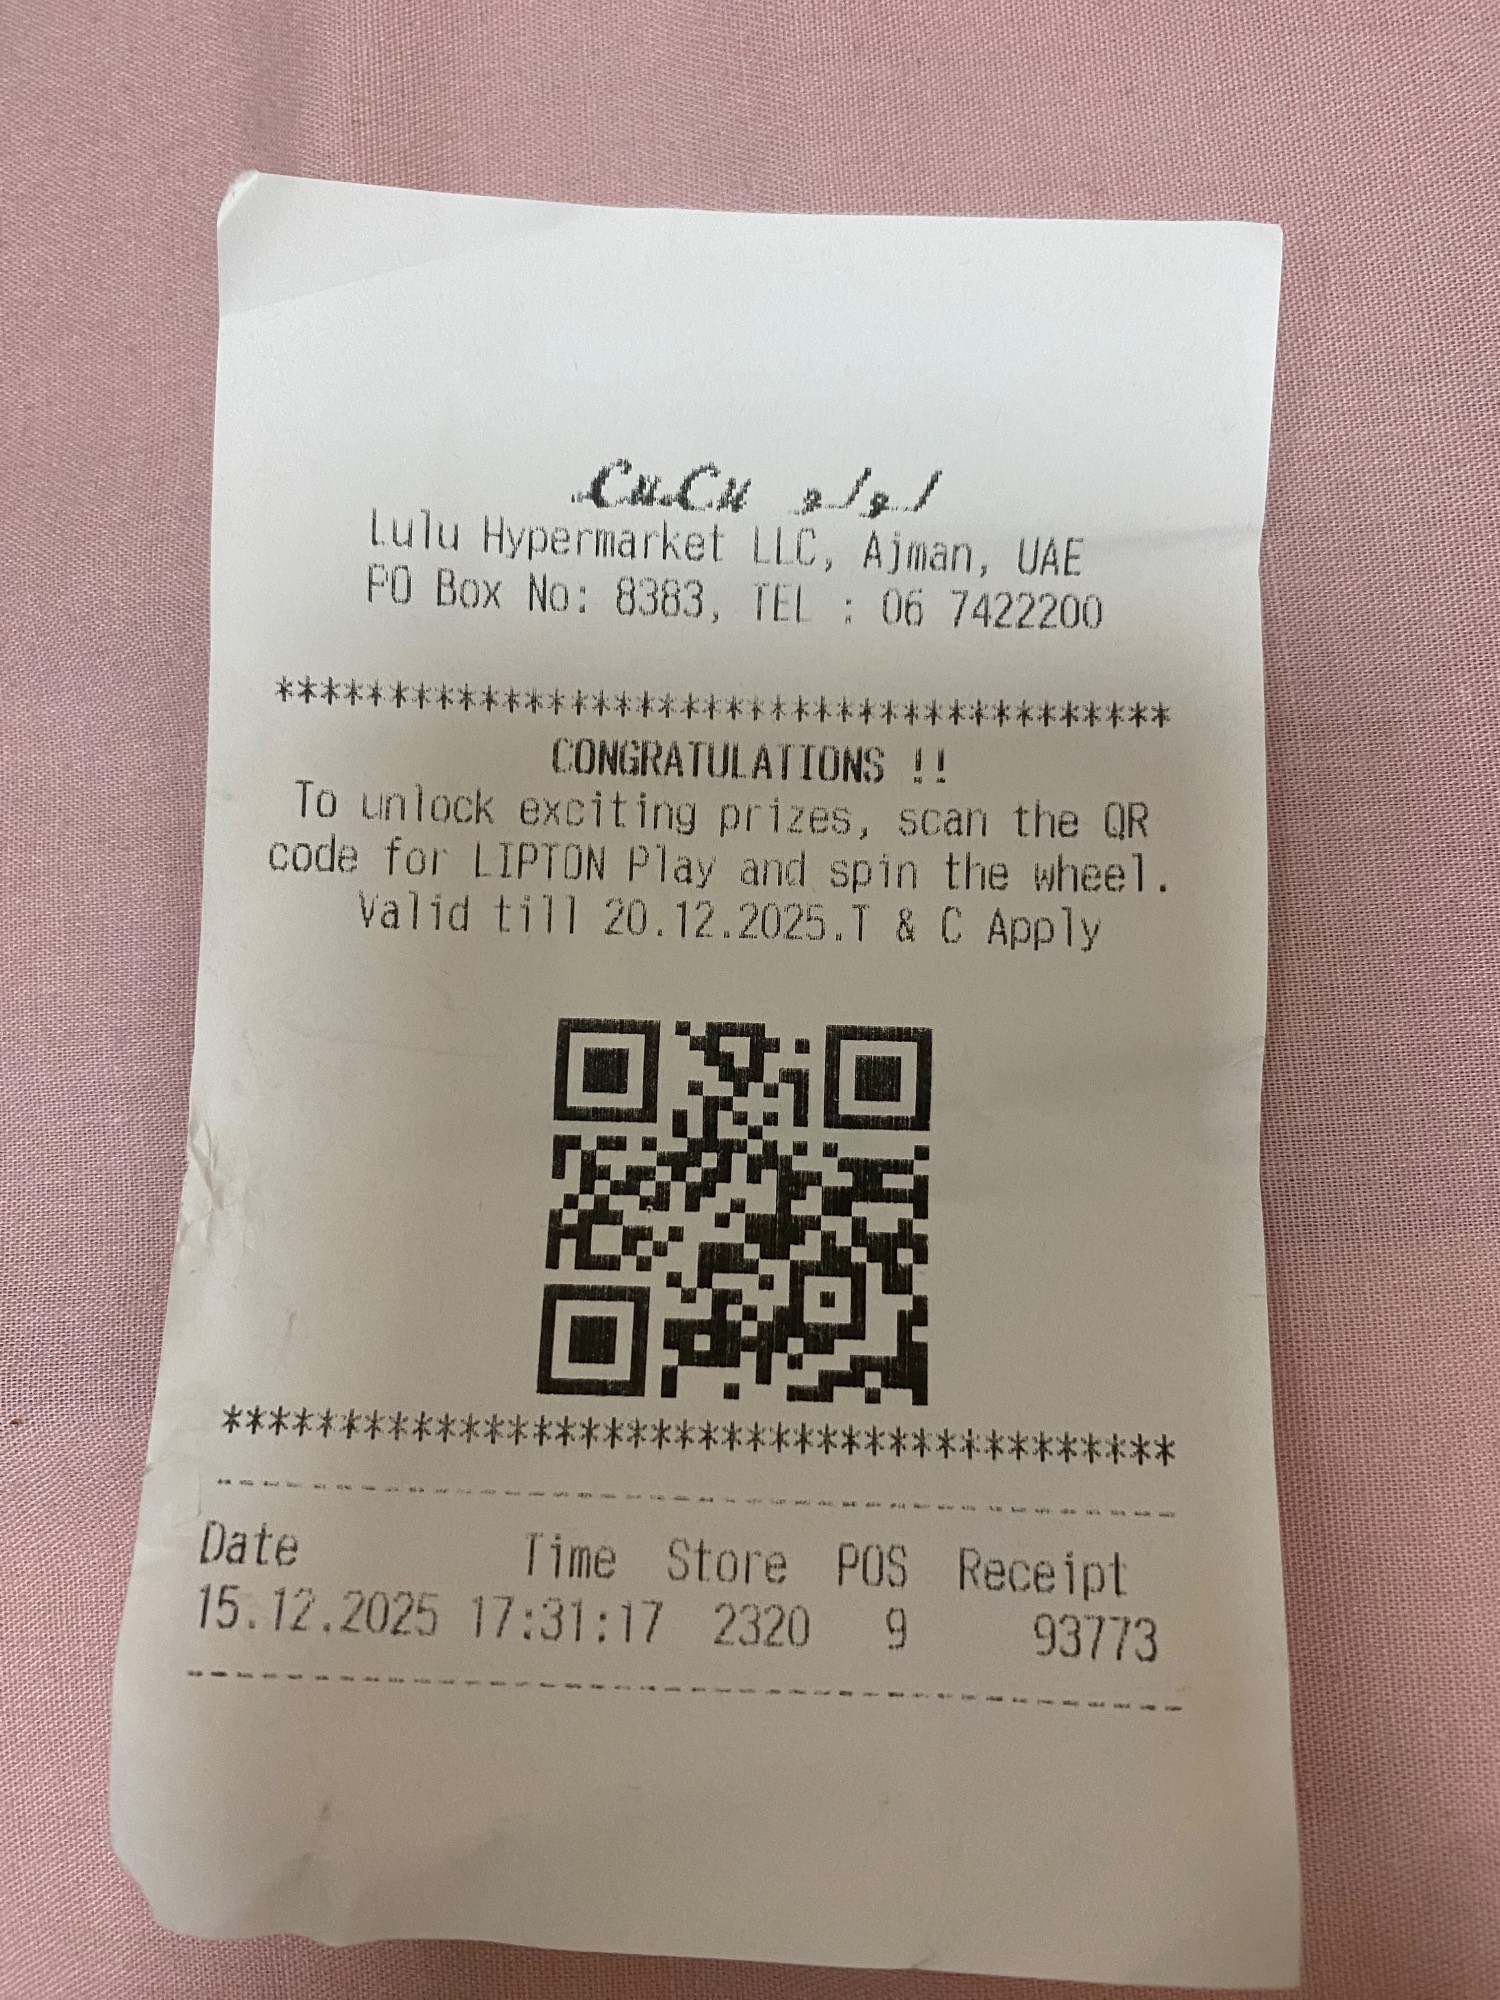 Lulu Hypermarket LLC, Ajman, UAE
PO Box No: 8383, TEL : 06 7422200
****************************************
CONGRATULATIONS !!
To unlock exciting prizes, scan the QR
code for LIPTON Play and spin the wheel.
Valid till 20.12.2025.T & C Apply
****************************************
----------------------------------------
Date Time Store POS Receipt
15.12.2025 17:31:17 2320 9 93773
----------------------------------------